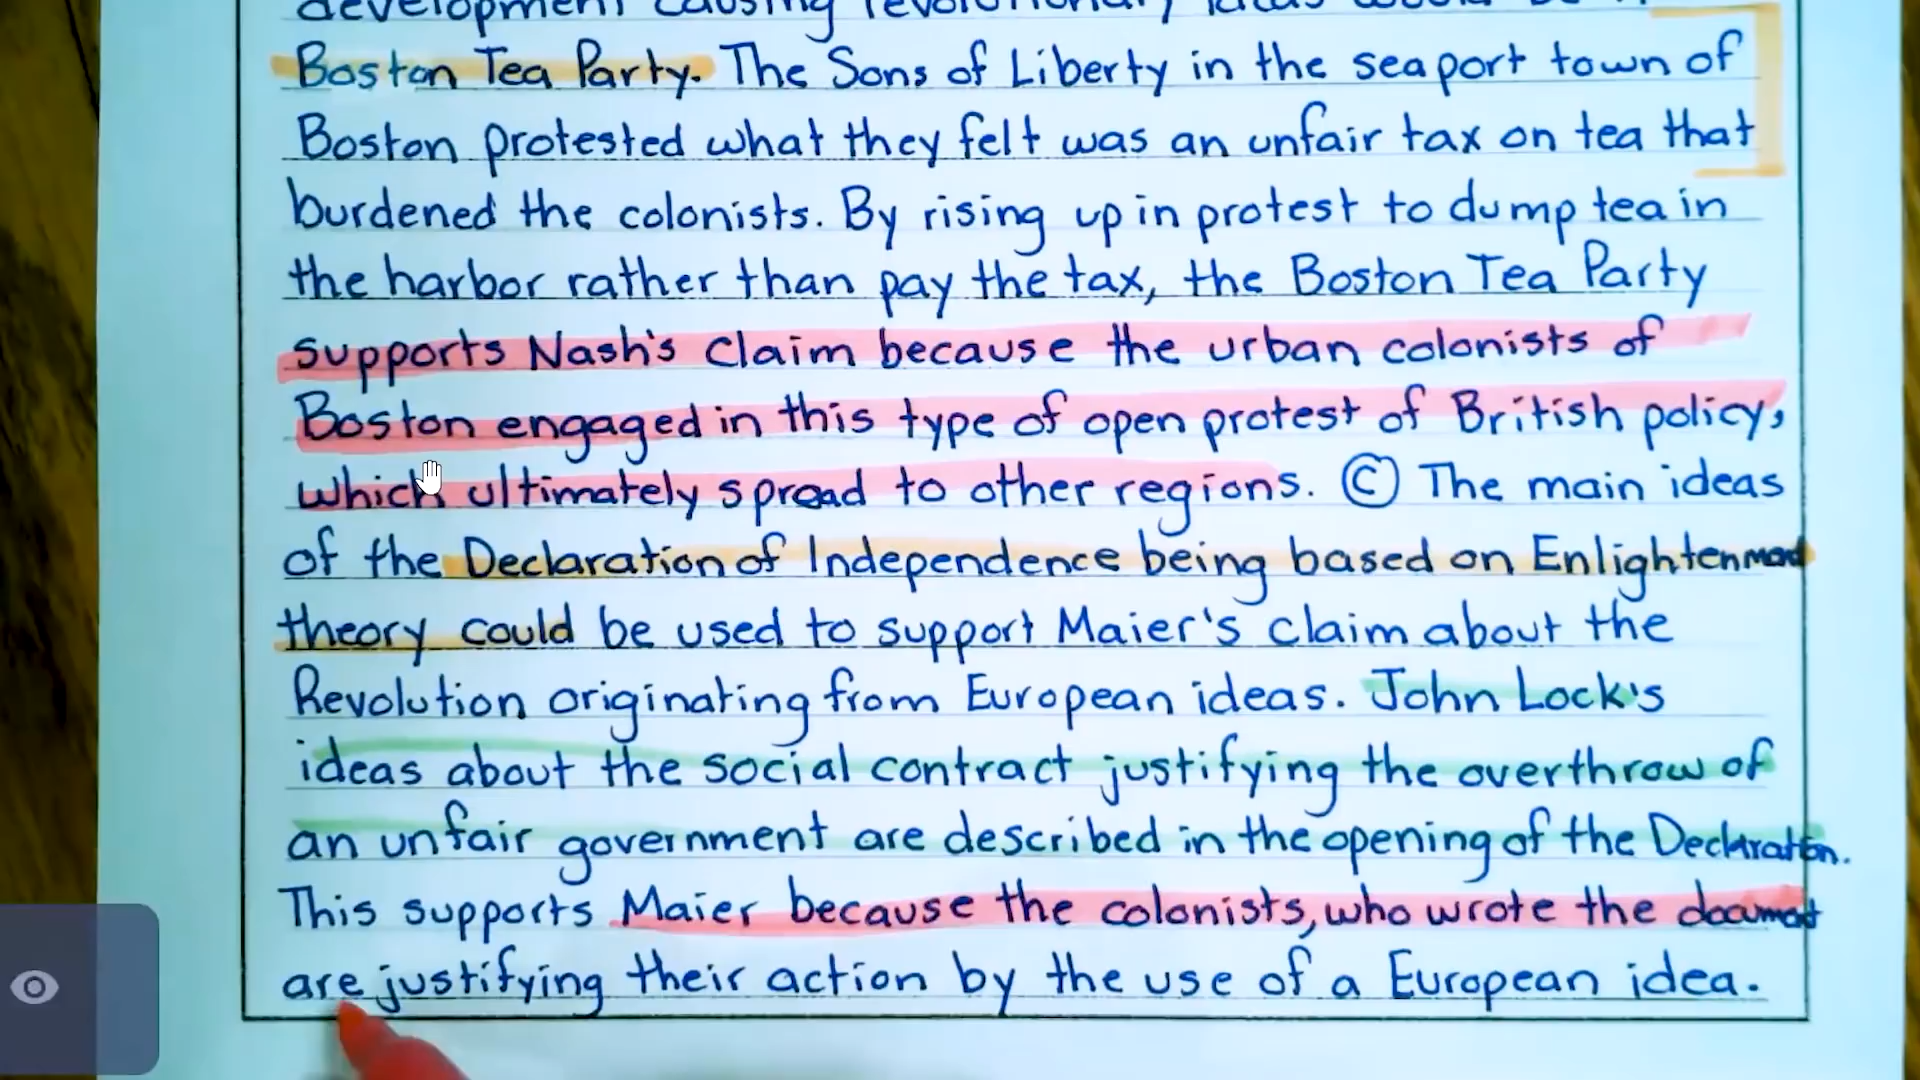 development causing revolutionary ideas would be
Boston Tea Party. The Sons of Liberty in the seaport town of
Boston protested what they felt was an unfair tax on tea that
burdened the colonists. By rising up in protest to dump tea in
the harbor rather than pay the tax, the Boston Tea Party
supports Nash's claim because the urban colonists of
Boston engaged in this type of open protest of British policy,
which ultimately spread to other regions. © The main ideas
of the Declaration of Independence being based on Enlightenment
theory could be used to support Maier's claim about the
Revolution originating from European ideas. John Lock's
ideas about the social contract justifying the overthrow of
an unfair government are described in the opening of the Declaration.
This supports Maier because the colonists, who wrote the document
are justifying their action by the use of a European idea.